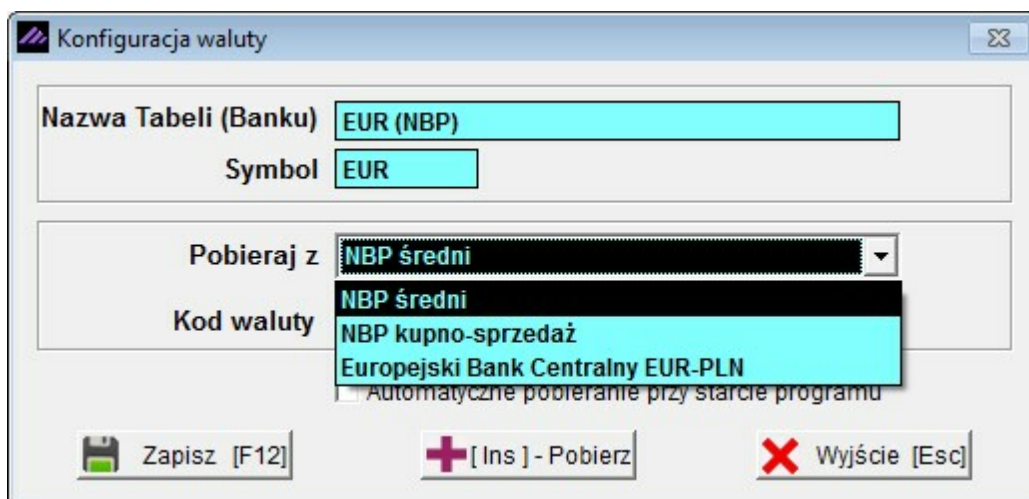 Konfiguracja waluty
Nazwa Tabeli (Banku) EUR (NBP)
Symbol EUR
Pobieraj z NBP średni
NBP średni
Kod waluty NBP kupno-sprzedaż
Europejski Bank Centralny EUR-PLN
Automatyczne pobieranie przy starcie programu
Zapisz [F12] [ Ins ] - Pobierz Wyjście [Esc]